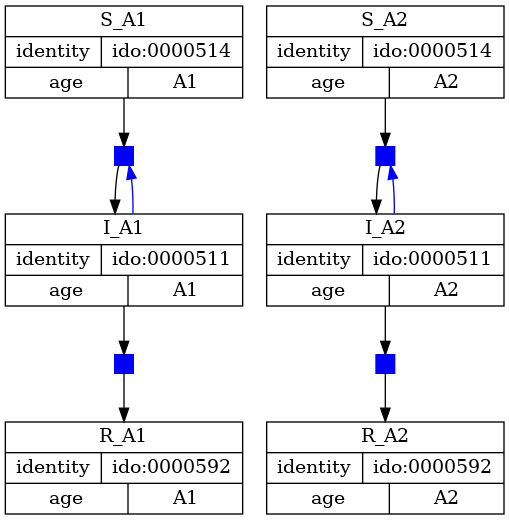 S_A1
identity ido:0000514
age A1
S_A2
identity ido:0000514
age A2
I_A1
identity ido:0000511
age A1
I_A2
identity ido:0000511
age A2
R_A1
identity ido:0000592
age A1
R_A2
identity ido:0000592
age A2